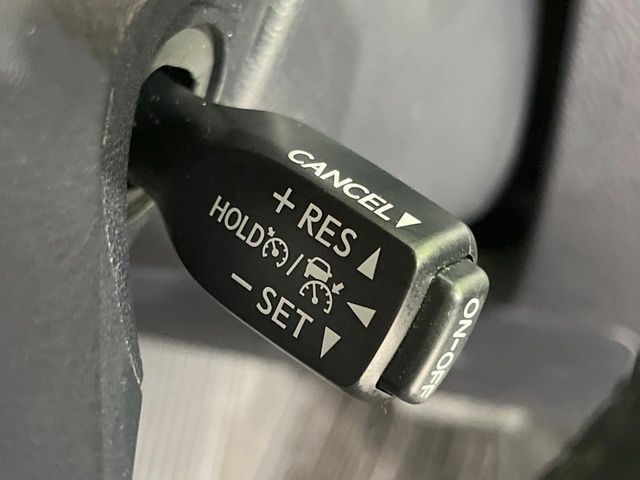 CANCEL▼
+ RES ▲
HOLD / ◀
− SET ▼
ON-OFF